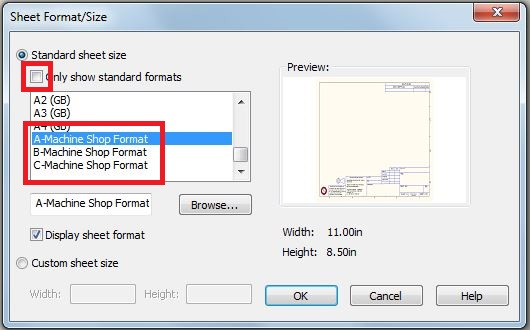 Sheet Format/Size
Standard sheet size
Only show standard formats
A2 (GB)
A3 (GB)
A4 (GB)
A-Machine Shop Format
B-Machine Shop Format
C-Machine Shop Format
A-Machine Shop Format
Browse...
Display sheet format
Custom sheet size
Width:
Height:
Preview:
Width: 11.00in
Height: 8.50in
OK
Cancel
Help